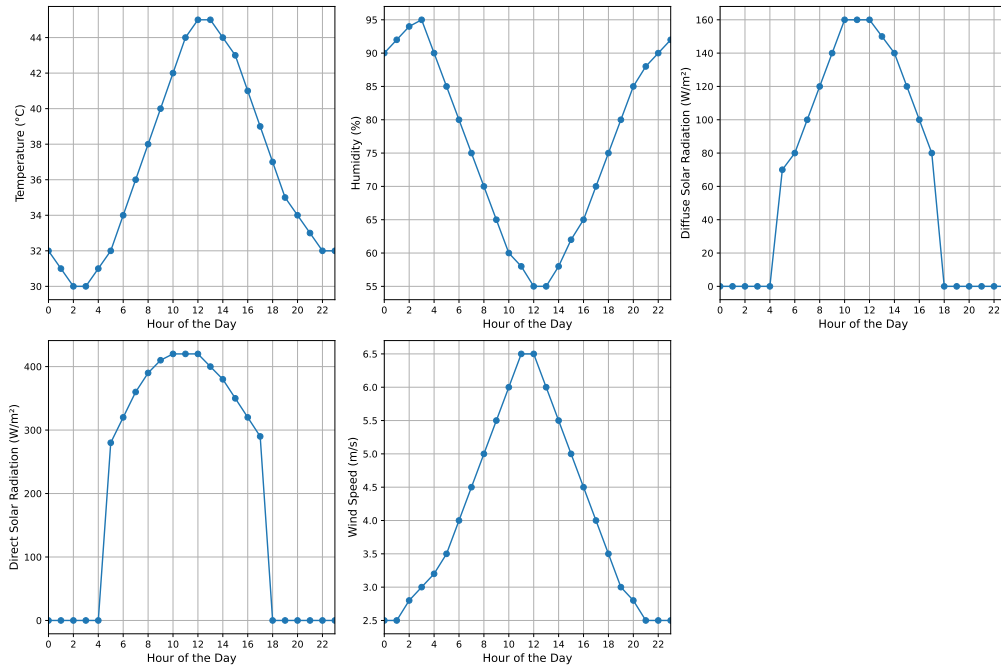 Temperature (°C)
44
42
40
38
36
34
32
30
0 2 4 6 8 10 12 14 16 18 20 22
Hour of the Day
Humidity (%)
95
90
85
80
75
70
65
60
55
0 2 4 6 8 10 12 14 16 18 20 22
Hour of the Day
Diffuse Solar Radiation (W/m²)
160
140
120
100
80
60
40
20
0
0 2 4 6 8 10 12 14 16 18 20 22
Hour of the Day
Direct Solar Radiation (W/m²)
400
300
200
100
0
0 2 4 6 8 10 12 14 16 18 20 22
Hour of the Day
Wind Speed (m/s)
6.5
6.0
5.5
5.0
4.5
4.0
3.5
3.0
2.5
0 2 4 6 8 10 12 14 16 18 20 22
Hour of the Day